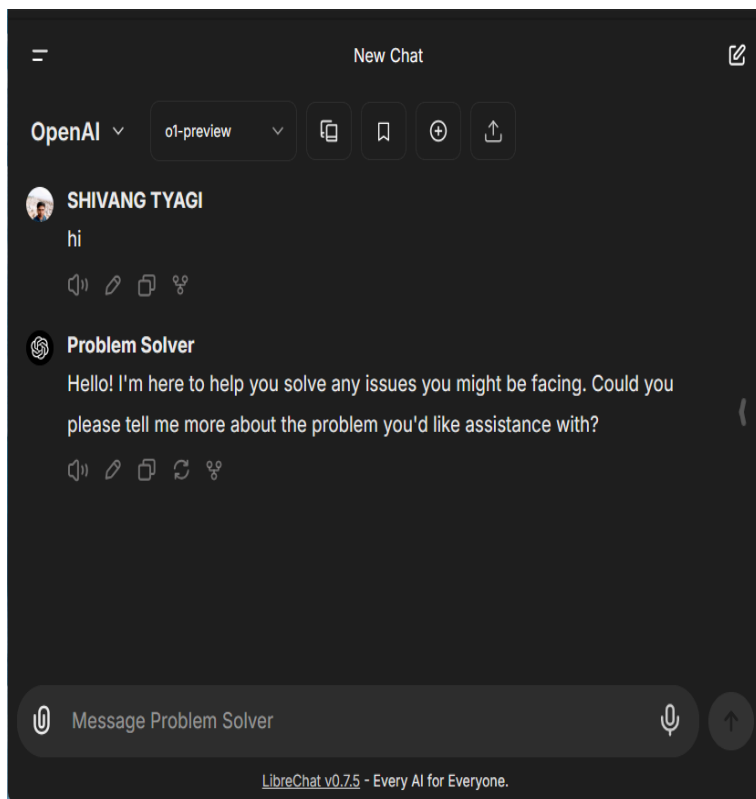 New Chat
OpenAI
o1-preview
SHIVANG TYAGI
hi
Problem Solver
Hello! I'm here to help you solve any issues you might be facing. Could you
please tell me more about the problem you'd like assistance with?
Message Problem Solver
LibreChat v0.7.5 - Every AI for Everyone.